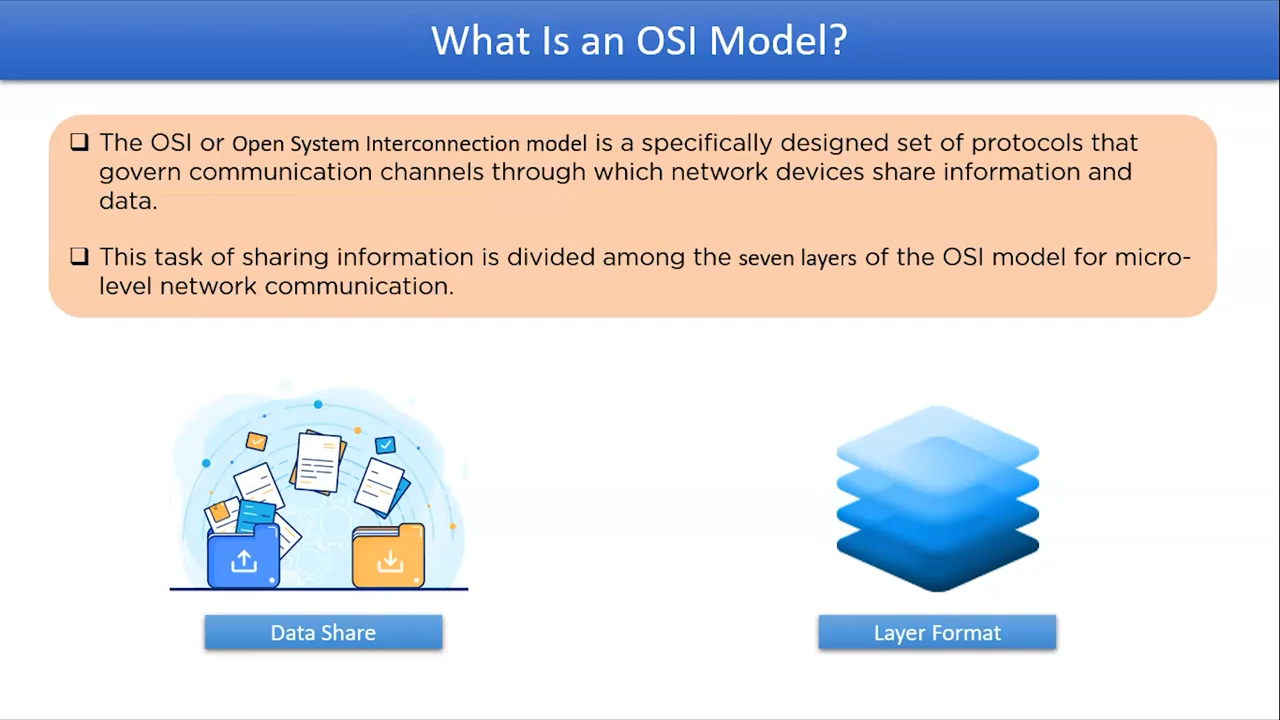 What Is an OSI Model?
❑ The OSI or Open System Interconnection model is a specifically designed set of protocols that
govern communication channels through which network devices share information and
data.
❑ This task of sharing information is divided among the seven layers of the OSI model for micro-
level network communication.
Data Share
Layer Format